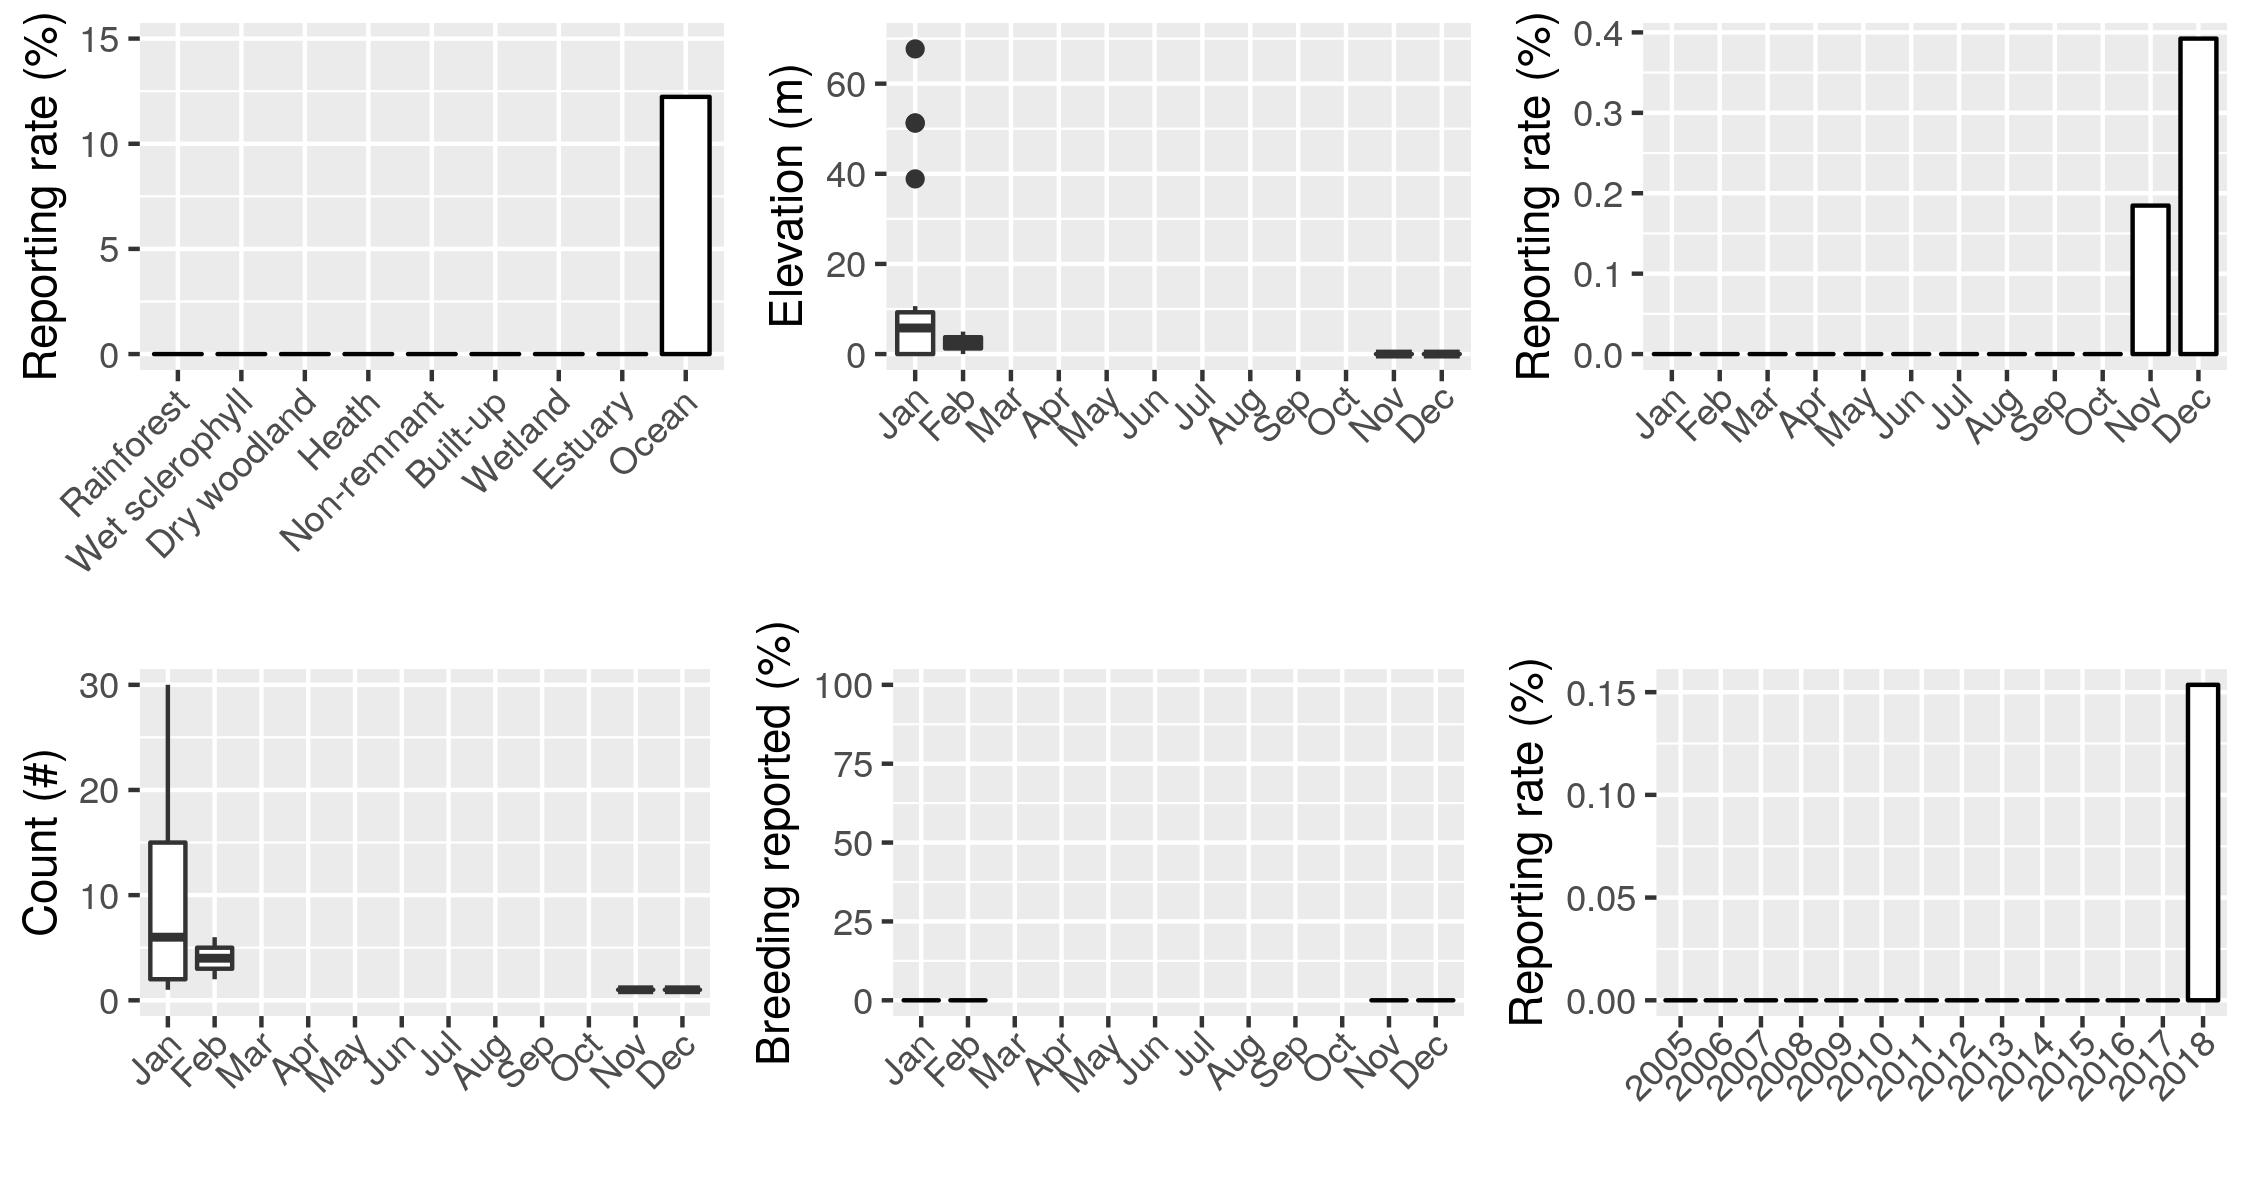 Reporting rate (%)
15
10
5
0
Rainforest
Wet sclerophyll
Dry woodland
Heath
Non-remnant
Built-up
Wetland
Estuary
Ocean
Elevation (m)
60
40
20
0
Jan
Feb
Mar
Apr
May
Jun
Jul
Aug
Sep
Oct
Nov
Dec
Reporting rate (%)
0.4
0.3
0.2
0.1
0.0
Jan
Feb
Mar
Apr
May
Jun
Jul
Aug
Sep
Oct
Nov
Dec
Count (#)
30
20
10
0
Jan
Feb
Mar
Apr
May
Jun
Jul
Aug
Sep
Oct
Nov
Dec
Breeding reported (%)
100
75
50
25
0
Jan
Feb
Mar
Apr
May
Jun
Jul
Aug
Sep
Oct
Nov
Dec
Reporting rate (%)
0.15
0.10
0.05
0.00
2005
2006
2007
2008
2009
2010
2011
2012
2013
2014
2015
2016
2017
2018